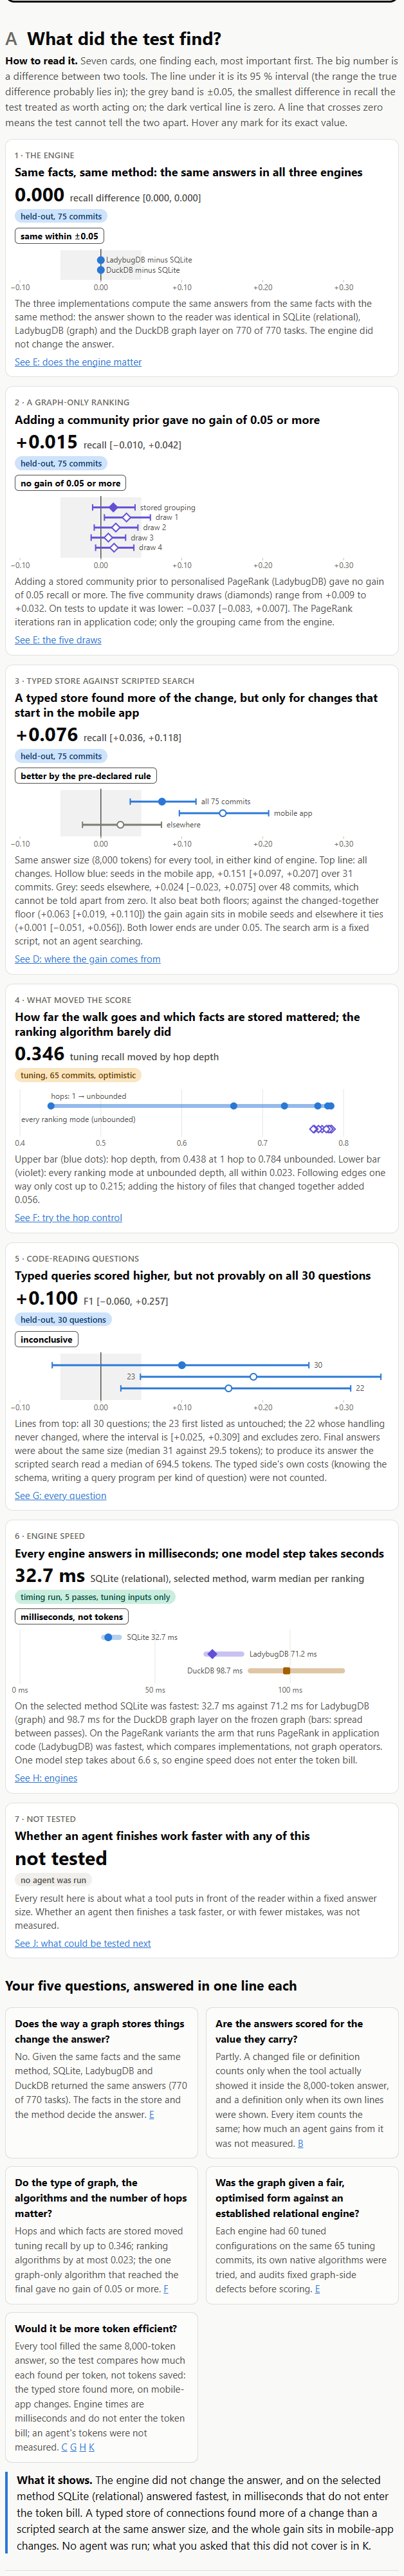 A What did the test find?
How to read it. Seven cards, one finding each, most important first. The big number is
a difference between two tools. The line under it is its 95 % interval (the range the true
difference probably lies in); the grey band is ±0.05, the smallest difference in recall the
test treated as worth acting on; the dark vertical line is zero. A line that crosses zero
means the test cannot tell the two apart. Hover any mark for its exact value.
1 · THE ENGINE
Same facts, same method: the same answers in all three engines
0.000 recall difference [0.000, 0.000]
held-out, 75 commits
same within ±0.05
LadybugDB minus SQLite
DuckDB minus SQLite
−0.10 0.00 +0.10 +0.20 +0.30
The three implementations compute the same answers from the same facts with the
same method: the answer shown to the reader was identical in SQLite (relational),
LadybugDB (graph) and the DuckDB graph layer on 770 of 770 tasks. The engine did
not change the answer.
See E: does the engine matter
2 · A GRAPH-ONLY RANKING
Adding a community prior gave no gain of 0.05 or more
+0.015 recall [−0.010, +0.042]
held-out, 75 commits
no gain of 0.05 or more
stored grouping
draw 1
draw 2
draw 3
draw 4
−0.10 0.00 +0.10 +0.20 +0.30
Adding a stored community prior to personalised PageRank (LadybugDB) gave no gain
of 0.05 recall or more. The five community draws (diamonds) range from +0.009 to
+0.032. On tests to update it was lower: −0.037 [−0.083, +0.007]. The PageRank
iterations ran in application code; only the grouping came from the engine.
See E: the five draws
3 · TYPED STORE AGAINST SCRIPTED SEARCH
A typed store found more of the change, but only for changes that
start in the mobile app
+0.076 recall [+0.036, +0.118]
held-out, 75 commits
better by the pre-declared rule
all 75 commits
mobile app
elsewhere
−0.10 0.00 +0.10 +0.20 +0.30
Same answer size (8,000 tokens) for every tool, in either kind of engine. Top line: all
changes. Hollow blue: seeds in the mobile app, +0.151 [+0.097, +0.207] over 31
commits. Grey: seeds elsewhere, +0.024 [−0.023, +0.075] over 48 commits, which
cannot be told apart from zero. It also beat both floors; against the changed-together
floor (+0.063 [+0.019, +0.110]) the gain again sits in mobile seeds and elsewhere it ties
(+0.001 [−0.051, +0.056]). Both lower ends are under 0.05. The search arm is a fixed
script, not an agent searching.
See D: where the gain comes from
4 · WHAT MOVED THE SCORE
How far the walk goes and which facts are stored mattered; the
ranking algorithm barely did
0.346 tuning recall moved by hop depth
tuning, 65 commits, optimistic
hops: 1 → unbounded
every ranking mode (unbounded)
0.4 0.5 0.6 0.7 0.8
Upper bar (blue dots): hop depth, from 0.438 at 1 hop to 0.784 unbounded. Lower bar
(violet): every ranking mode at unbounded depth, all within 0.023. Following edges one
way only cost up to 0.215; adding the history of files that changed together added
0.056.
See F: try the hop control
5 · CODE-READING QUESTIONS
Typed queries scored higher, but not provably on all 30 questions
+0.100 F1 [−0.060, +0.257]
held-out, 30 questions
inconclusive
30
23
22
−0.10 0.00 +0.10 +0.20 +0.30
Lines from top: all 30 questions; the 23 first listed as untouched; the 22 whose handling
never changed, where the interval is [+0.025, +0.309] and excludes zero. Final answers
were about the same size (median 31 against 29.5 tokens); to produce its answer the
scripted search read a median of 694.5 tokens. The typed side's own costs (knowing the
schema, writing a query program per kind of question) were not counted.
See G: every question
6 · ENGINE SPEED
Every engine answers in milliseconds; one model step takes seconds
32.7 ms SQLite (relational), selected method, warm median per ranking
timing run, 5 passes, tuning inputs only
milliseconds, not tokens
SQLite 32.7 ms
LadybugDB 71.2 ms
DuckDB 98.7 ms
0 ms 50 ms 100 ms
On the selected method SQLite was fastest: 32.7 ms against 71.2 ms for LadybugDB
(graph) and 98.7 ms for the DuckDB graph layer on the frozen graph (bars: spread
between passes). On the PageRank variants the arm that runs PageRank in application
code (LadybugDB) was fastest, which compares implementations, not graph operators.
One model step takes about 6.6 s, so engine speed does not enter the token bill.
See H: engines
7 · NOT TESTED
Whether an agent finishes work faster with any of this
not tested
no agent was run
Every result here is about what a tool puts in front of the reader within a fixed answer
size. Whether an agent then finishes a task faster, or with fewer mistakes, was not
measured.
See J: what could be tested next
Your five questions, answered in one line each
Does the way a graph stores things
change the answer?
No. Given the same facts and the same
method, SQLite, LadybugDB and
DuckDB returned the same answers (770
of 770 tasks). The facts in the store and
the method decide the answer. E
Are the answers scored for the
value they carry?
Partly. A changed file or definition
counts only when the tool actually
showed it inside the 8,000-token answer,
and a definition only when its own lines
were shown. Every item counts the
same; how much an agent gains from it
was not measured. B
Do the type of graph, the
algorithms and the number of hops
matter?
Hops and which facts are stored moved
tuning recall by up to 0.346; ranking
algorithms by at most 0.023; the one
graph-only algorithm that reached the
final gave no gain of 0.05 or more. F
Was the graph given a fair,
optimised form against an
established relational engine?
Each engine had 60 tuned
configurations on the same 65 tuning
commits, its own native algorithms were
tried, and audits fixed graph-side
defects before scoring. E
Would it be more token efficient?
Every tool filled the same 8,000-token
answer, so the test compares how much
each found per token, not tokens saved:
the typed store found more, on mobile-
app changes. Engine times are
milliseconds and do not enter the token
bill; an agent's tokens were not
measured. C G H K
What it shows. The engine did not change the answer, and on the selected
method SQLite (relational) answered fastest, in milliseconds that do not enter
the token bill. A typed store of connections found more of a change than a
scripted search at the same answer size, and the whole gain sits in mobile-app
changes. No agent was run; what you asked that this did not cover is in K.